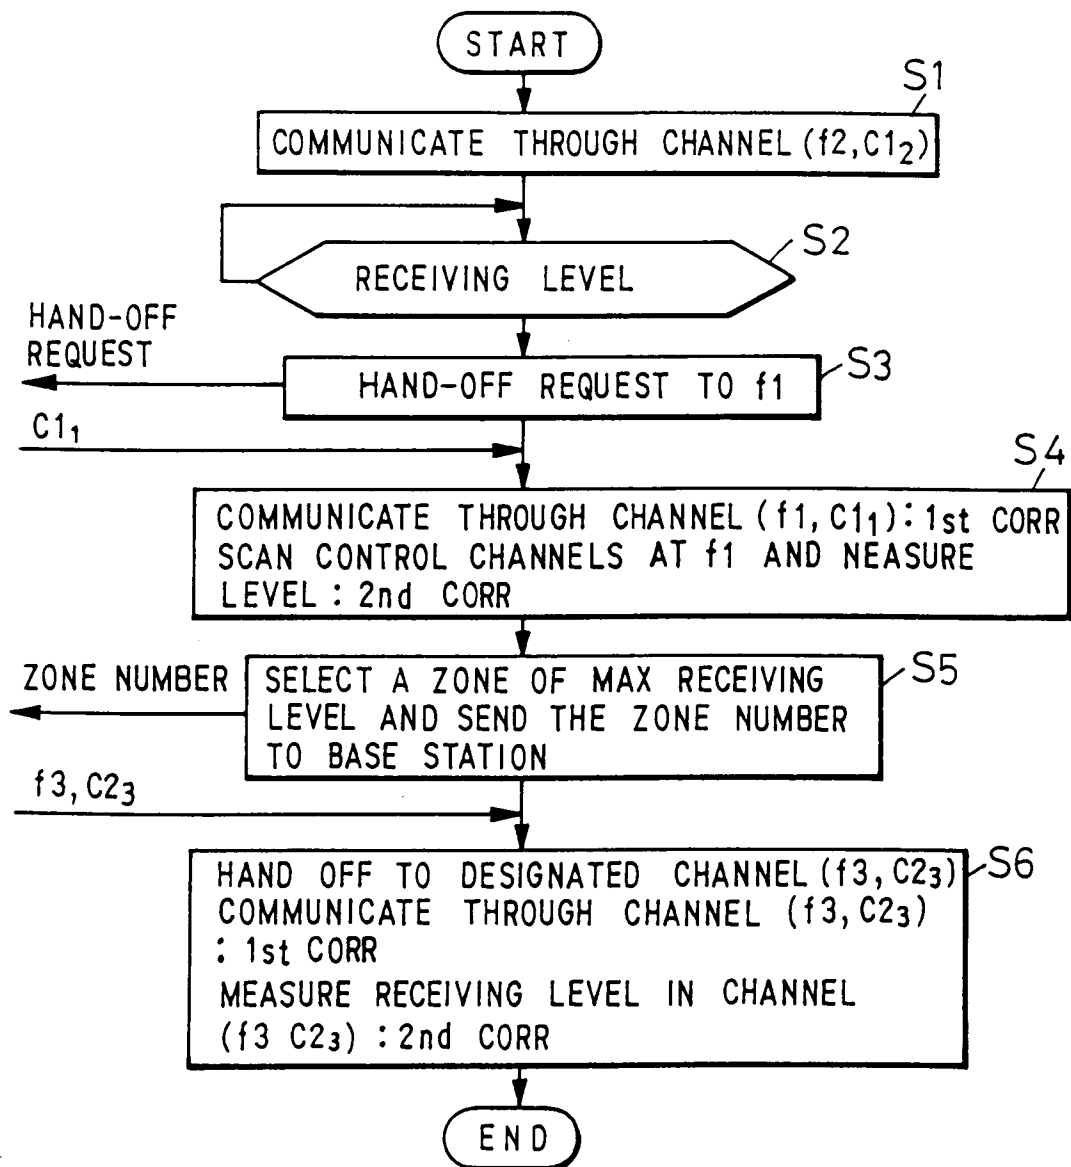 START
S1
COMMUNICATE THROUGH CHANNEL (f2,C1₂)
S2
RECEIVING LEVEL
HAND-OFF
REQUEST
S3
HAND-OFF REQUEST TO f1
C1₁
S4
COMMUNICATE THROUGH CHANNEL (f1,C1₁):1st CORR
SCAN CONTROL CHANNELS AT f1 AND NEASURE
LEVEL : 2nd CORR
ZONE NUMBER
S5
SELECT A ZONE OF MAX RECEIVING
LEVEL AND SEND THE ZONE NUMBER
TO BASE STATION
f3,C2₃
S6
HAND OFF TO DESIGNATED CHANNEL (f3,C2₃)
COMMUNICATE THROUGH CHANNEL (f3,C2₃)
: 1st CORR
MEASURE RECEIVING LEVEL IN CHANNEL
(f3 C2₃) : 2nd CORR
END